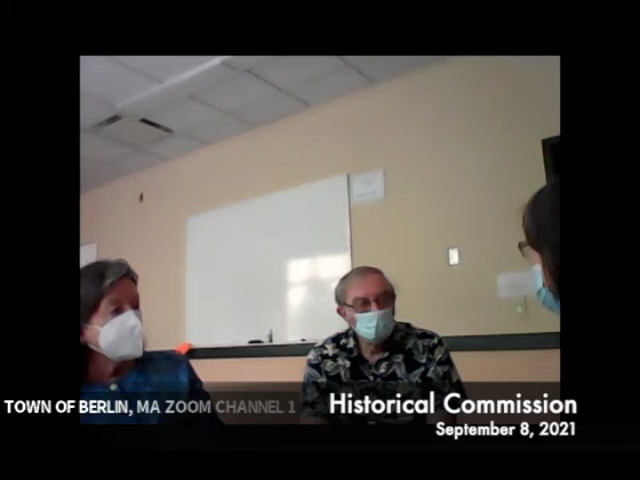 TOWN OF BERLIN, MA ZOOM CHANNEL 1
Historical Commission
September 8, 2021